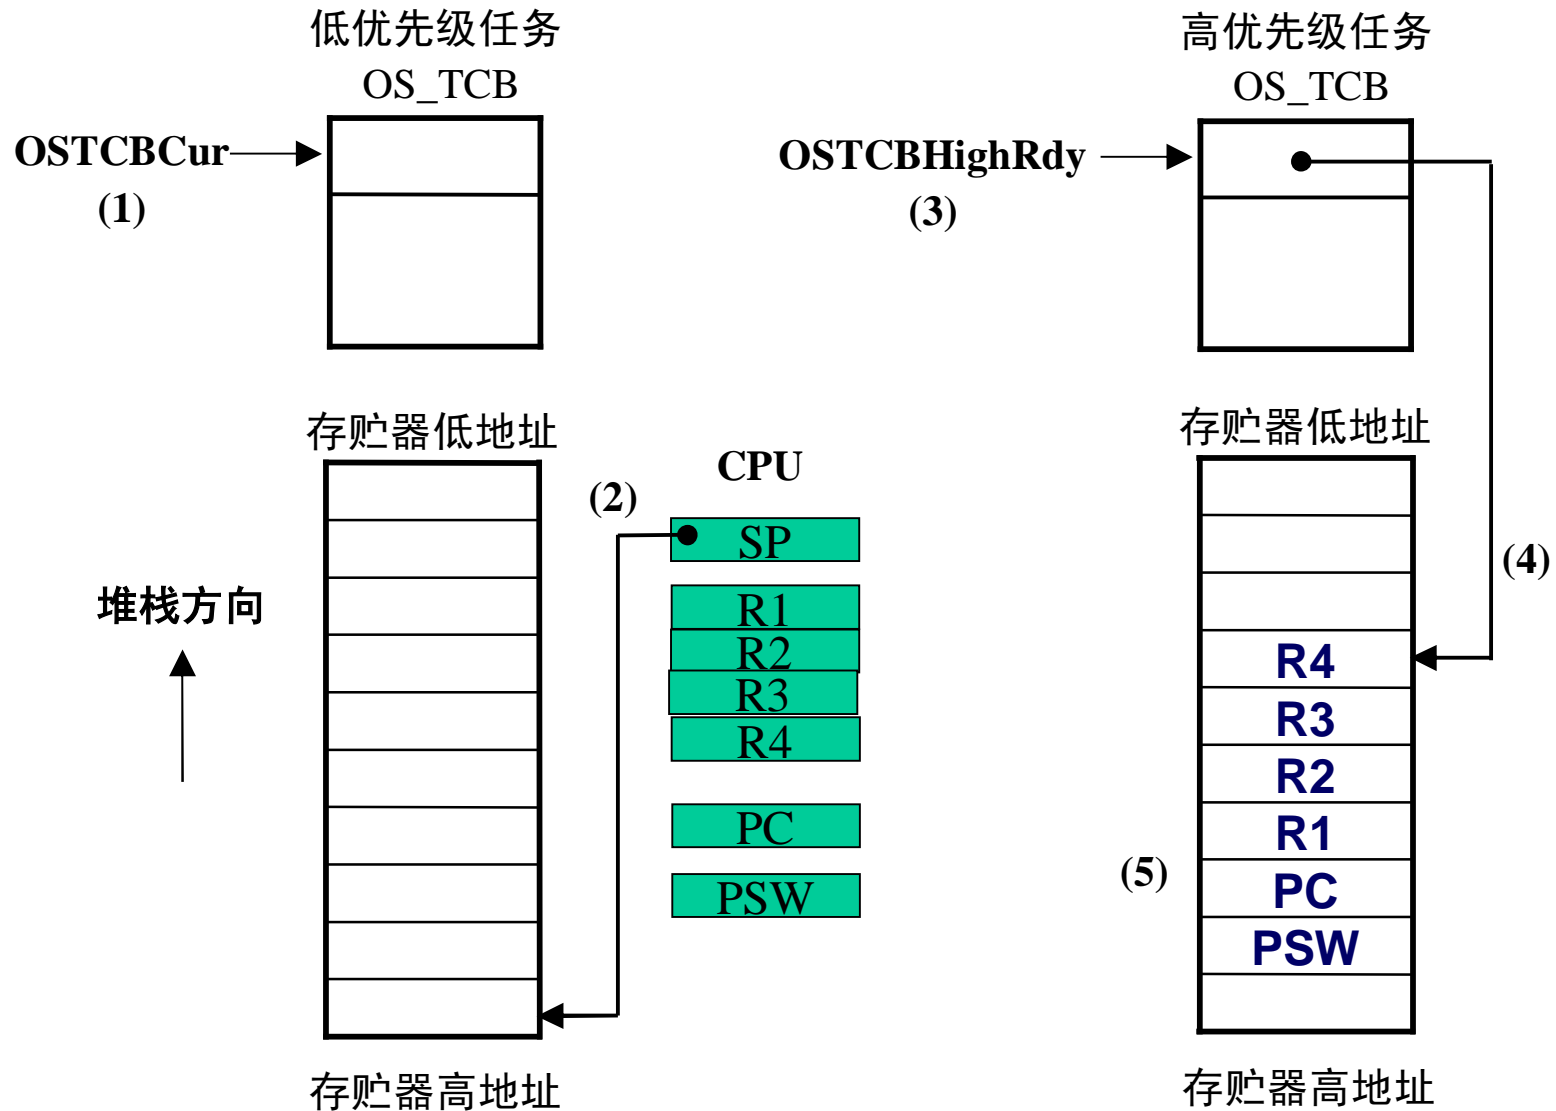 低优先级任务
OS_TCB
OSTCBCur
(1)
高优先级任务
OS_TCB
OSTCBHighRdy
(3)
存贮器低地址
堆栈方向
存贮器高地址
CPU
(2)
SP
R1
R2
R3
R4
PC
PSW
存贮器低地址
(4)
R4
R3
R2
R1
(5)
PC
PSW
存贮器高地址